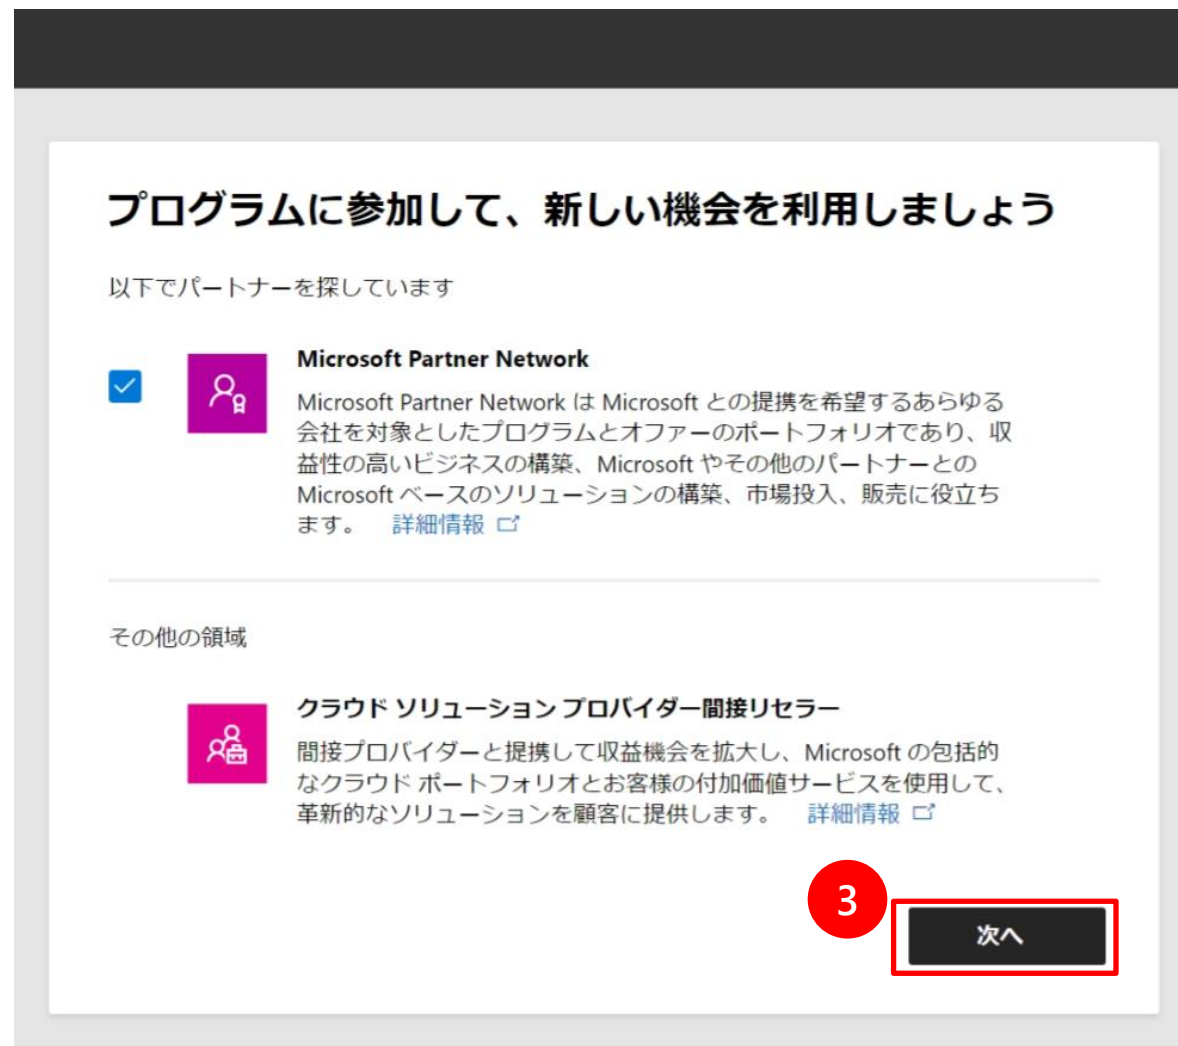 プログラムに参加して、新しい機会を利用しましょう
以下でパートナーを探しています
Microsoft Partner Network
Microsoft Partner Network は Microsoft との提携を希望するあらゆる
会社を対象としたプログラムとオファーのポートフォリオであり、収
益性の高いビジネスの構築、Microsoft やその他のパートナーとの
Microsoft ベースのソリューションの構築、市場投入、販売に役立ち
ます。 詳細情報
その他の領域
クラウド ソリューション プロバイダー間接リセラー
間接プロバイダーと提携して収益機会を拡大し、Microsoft の包括的
なクラウド ポートフォリオとお客様の付加価値サービスを使用して、
革新的なソリューションを顧客に提供します。 詳細情報
3
次へ